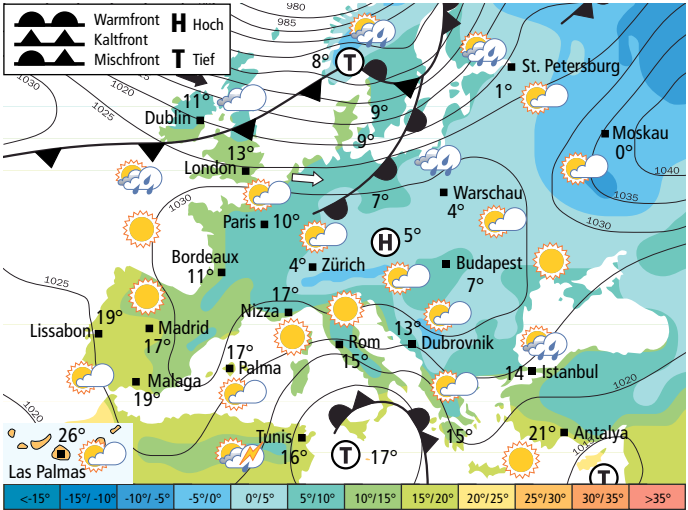 980
985
Warmfront
H Hoch
Kaltfront
Mischfront
T Tief
8°
T
St. Petersburg
1030
1020
1025
11°
1°
Dublin
9°
Moskau
0°
9°
13°
London
1040
7°
1035
Warschau
4°
1030
1030
Paris 10°
H 5°
Bordeaux
11°
4° Zürich
Budapest
7°
1025
17°
Nizza
19°
Lissabon
Madrid
17°
13°
Dubrovnik
Rom
15°
17°
Palma
14 Istanbul
Malaga
19°
1020
1020
26°
Las Palmas
Tunis
16°
T 17°
15°
21° Antalya
T
<-15° -15°/-10° -10°/-5° -5°/0° 0°/5° 5°/10° 10°/15° 15°/20° 20°/25° 25°/30° 30°/35° >35°